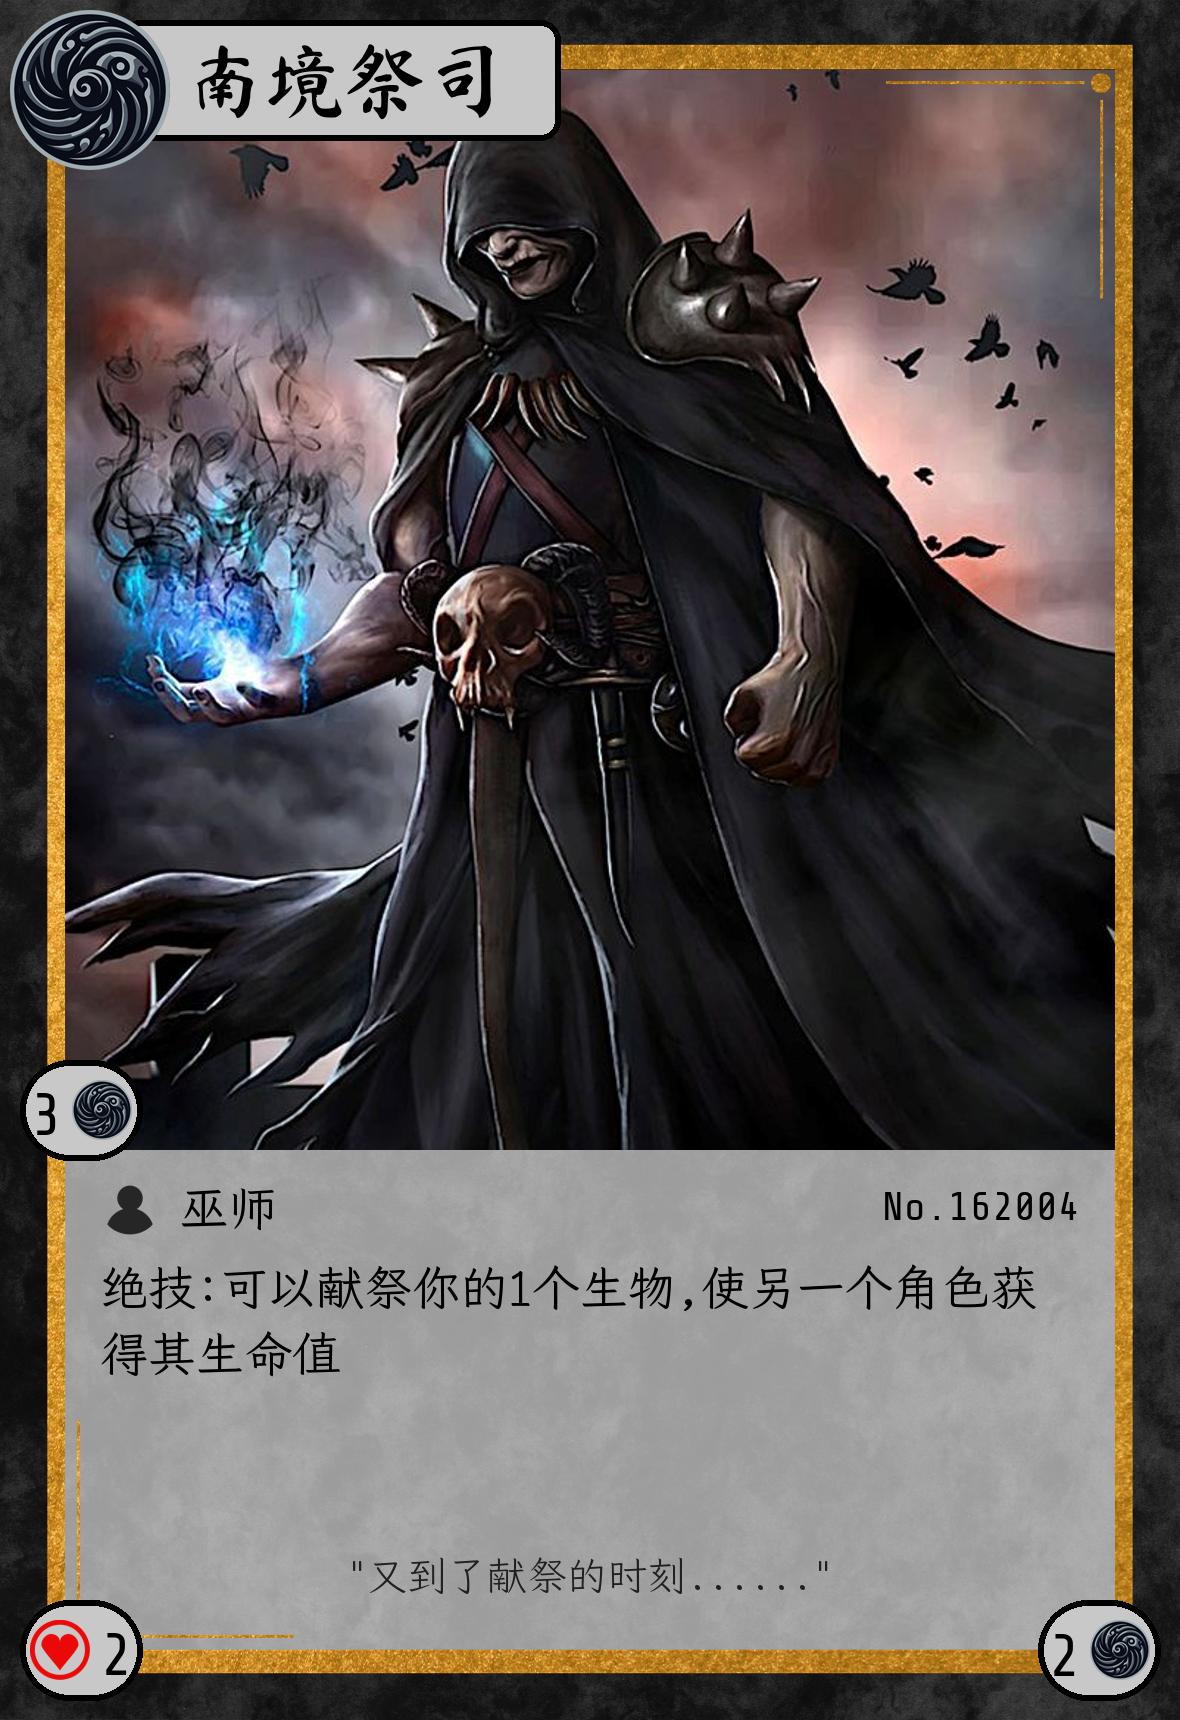 南境祭司
3
巫师
No.162004
绝技:可以献祭你的1个生物,使另一个角色获
得其生命值
"又到了献祭的时刻......"
2
2